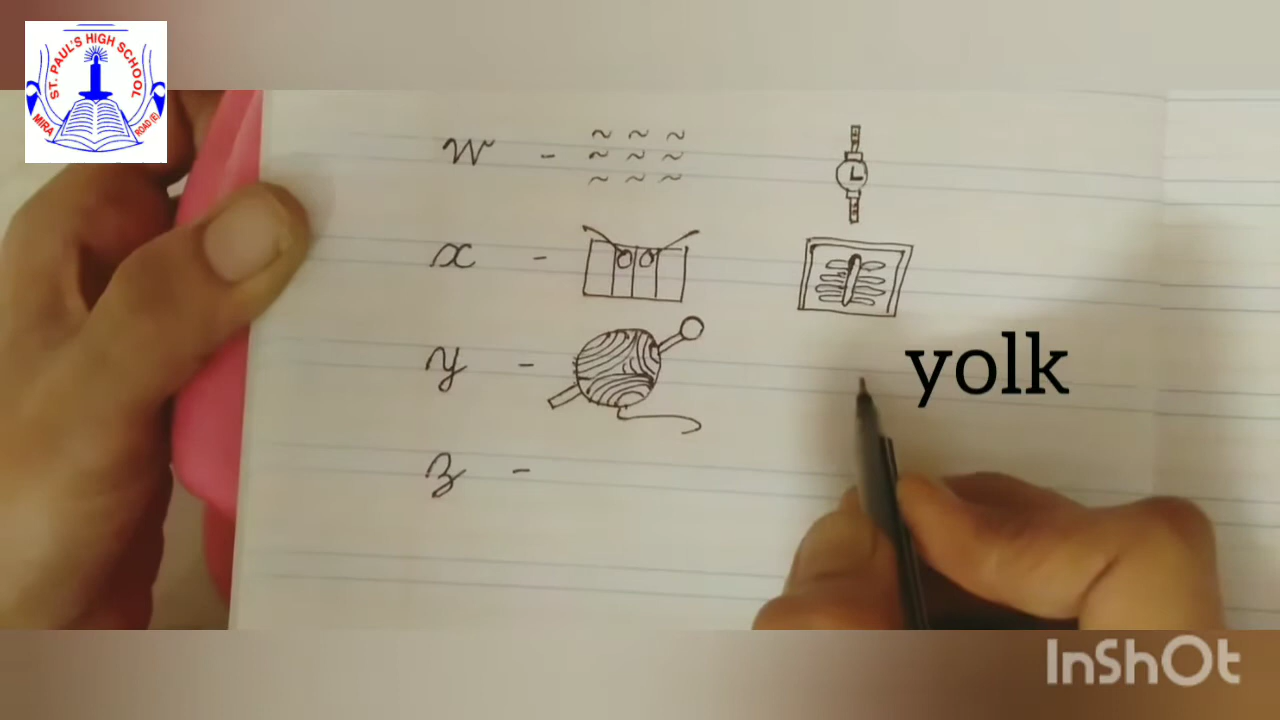 ST. PAUL'S HIGH SCHOOL
MIRA ROAD (E)
w -
x -
y - yolk
z -
InShOt